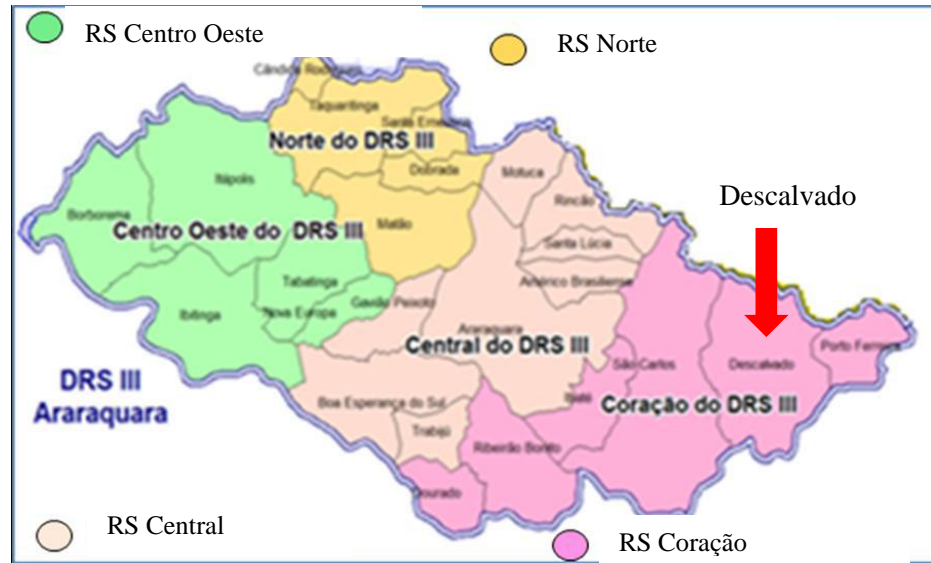 RS Centro Oeste
RS Norte
Cândido Rodrigues
Taquaritinga
Santa Ernestina
Norte do DRS III
Dobrada
Motuca
Itápolis
Rincão
Descalvado
Borborema
Matão
Centro Oeste do DRS III
Santa Lúcia
Tabatinga
Américo Brasiliense
Gavião Peixoto
Ibitinga
Nova Europa
Araraquara
Central do DRS III
Porto Ferreira
São Carlos
Descalvado
DRS III
Araraquara
Boa Esperança do Sul
Ibaté
Coração do DRS III
Trabijú
Ribeirão Bonito
Dourado
RS Central
RS Coração